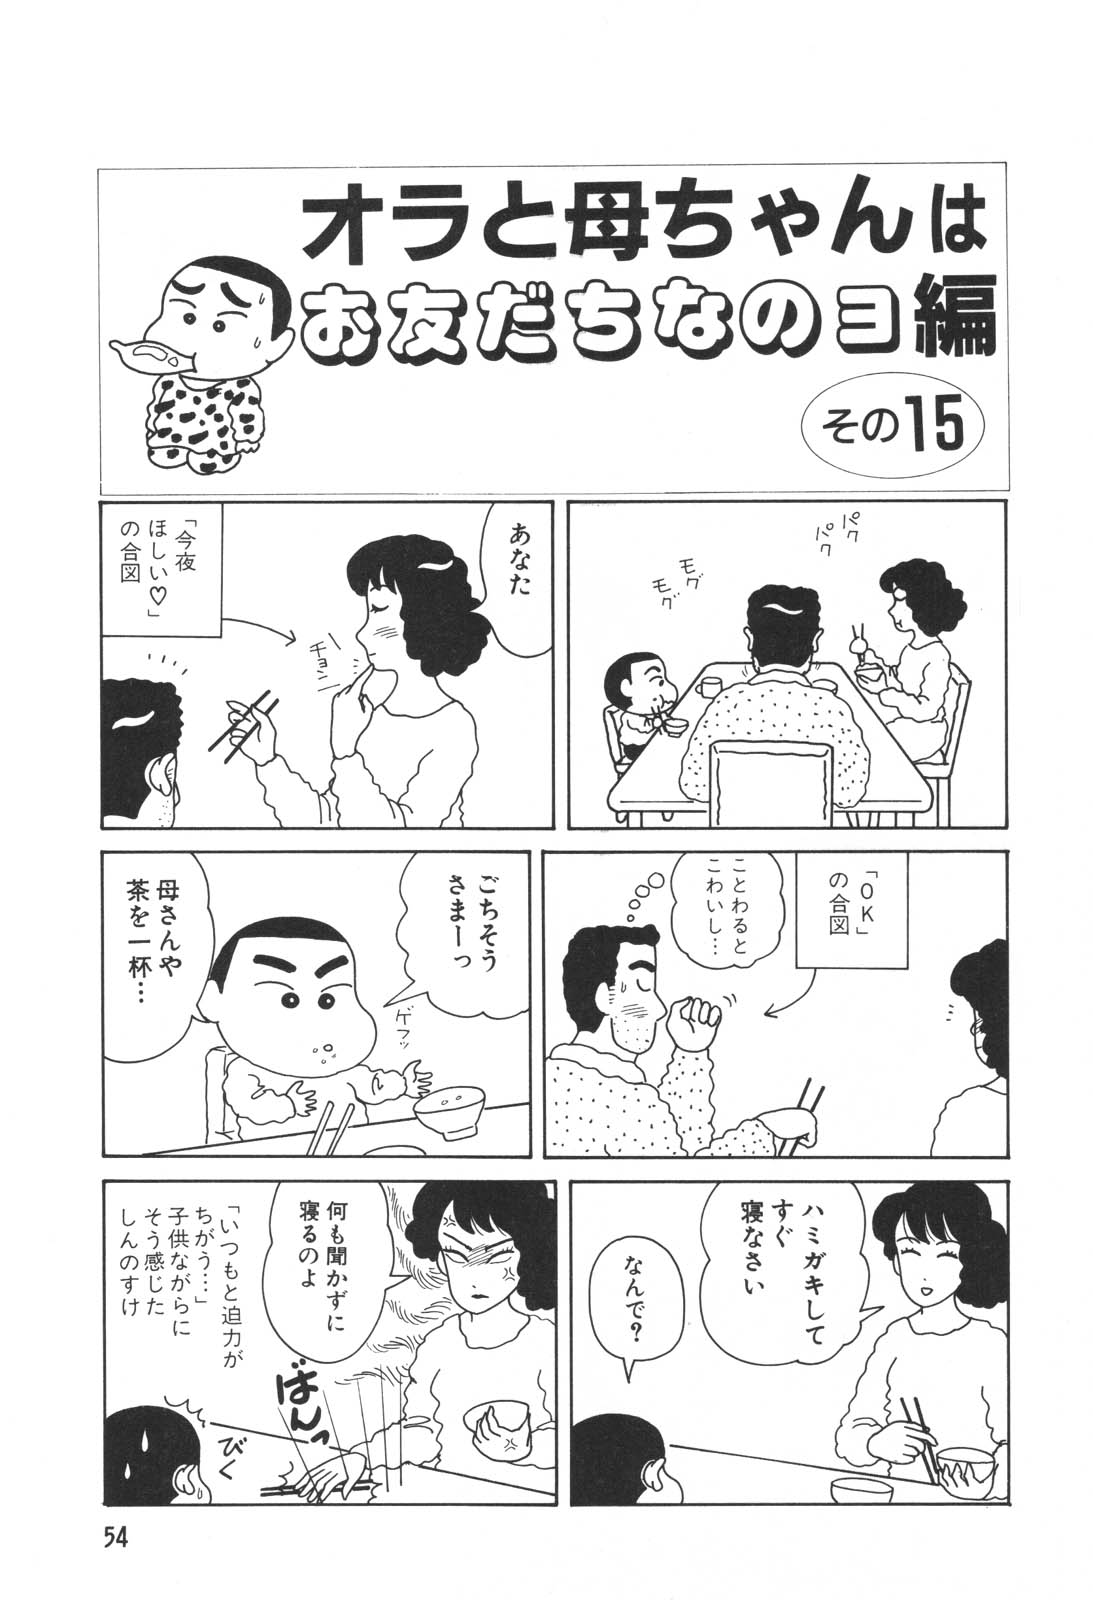 オラと母ちゃんは
お友だちなのヨ編
その15
パク
パク
モグ
モグ
あなた
チョン
「今夜
ほしい♡」
の合図
「OK」
の合図
ことわると
こわいし…
ごちそう
さまーっ
ゲフッ
母さんや
茶を一杯…
ハミガキして
すぐ
寝なさい
なんで？
何も聞かずに
寝るのよ
ばんっ
びく
「いつもと迫力が
ちがう…」
子供ながらに
そう感じた
しんのすけ
54